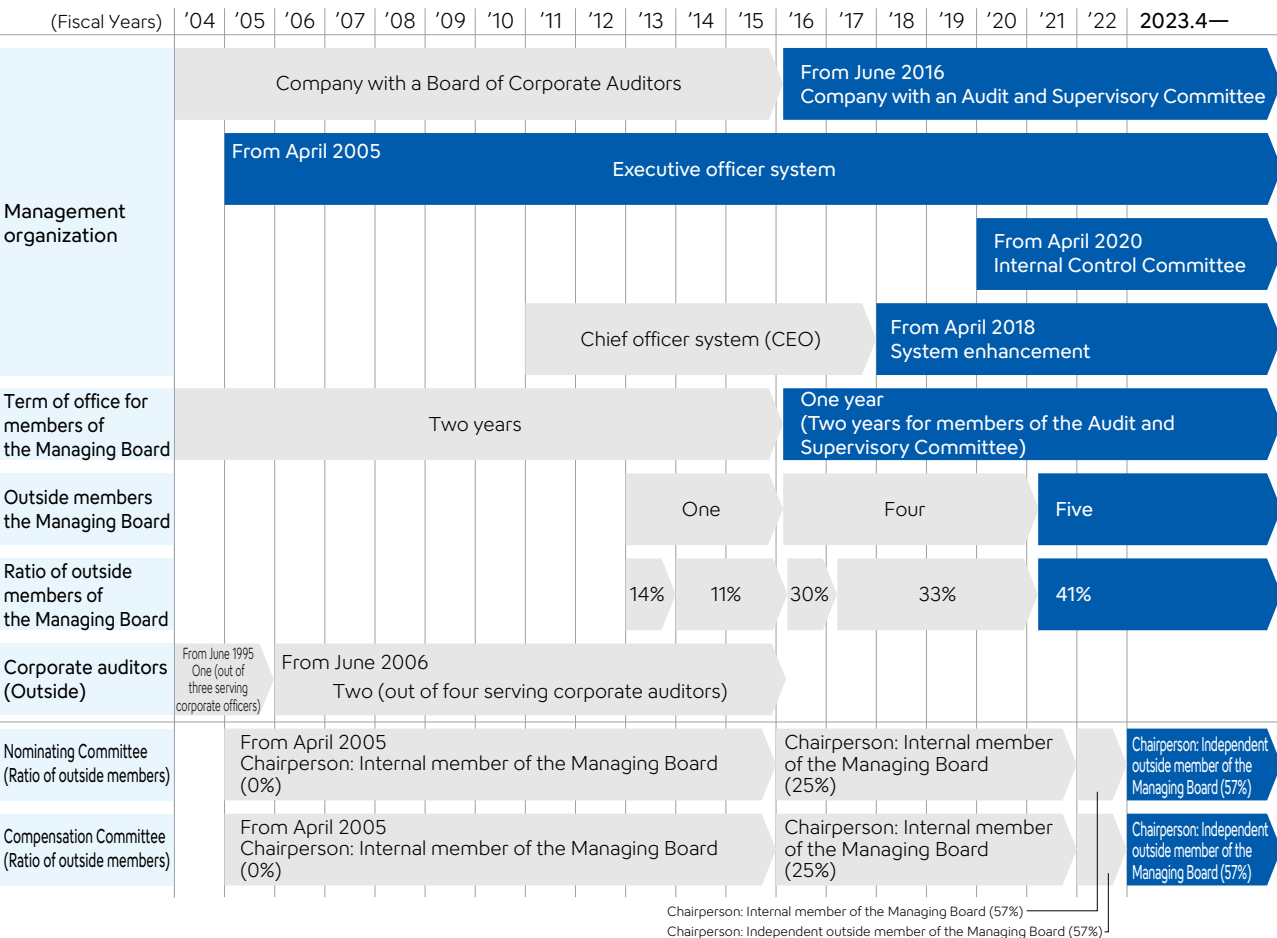 (Fiscal Years) ’04 ’05 ’06 ’07 ’08 ’09 ’10 ’11 ’12 ’13 ’14 ’15 ’16 ’17 ’18 ’19 ’20 ’21 ’22 2023.4—
Management
organization
Company with a Board of Corporate Auditors
From June 2016
Company with an Audit and Supervisory Committee
From April 2005
Executive officer system
From April 2020
Internal Control Committee
Chief officer system (CEO)
From April 2018
System enhancement
Term of office for
members of
the Managing Board
Two years
One year
(Two years for members of the Audit and
Supervisory Committee)
Outside members
the Managing Board
One
Four
Five
Ratio of outside
members of
the Managing Board
14%
11%
30%
33%
41%
Corporate auditors
(Outside)
From June 1995
One (out of
three serving
corporate officers)
From June 2006
Two (out of four serving corporate auditors)
Nominating Committee
(Ratio of outside members)
From April 2005
Chairperson: Internal member of the Managing Board
(0%)
Chairperson: Internal member
of the Managing Board
(25%)
Chairperson: Independent
outside member of the
Managing Board (57%)
Compensation Committee
(Ratio of outside members)
From April 2005
Chairperson: Internal member of the Managing Board
(0%)
Chairperson: Internal member
of the Managing Board
(25%)
Chairperson: Independent
outside member of the
Managing Board (57%)
Chairperson: Internal member of the Managing Board (57%)
Chairperson: Independent outside member of the Managing Board (57%)